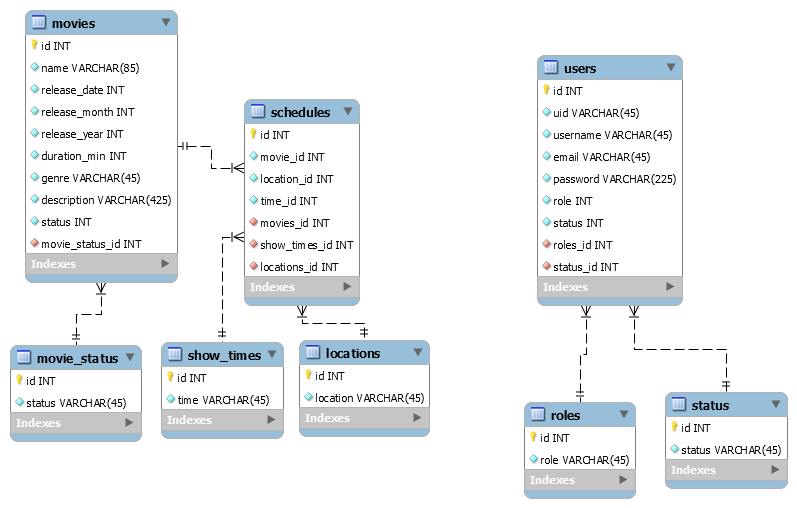 movies
id INT
name VARCHAR(85)
release_date INT
release_month INT
release_year INT
duration_min INT
genre VARCHAR(45)
description VARCHAR(425)
status INT
movie_status_id INT
Indexes
schedules
id INT
movie_id INT
location_id INT
time_id INT
movies_id INT
show_times_id INT
locations_id INT
Indexes
users
id INT
uid VARCHAR(45)
username VARCHAR(45)
email VARCHAR(45)
password VARCHAR(225)
role INT
status INT
roles_id INT
status_id INT
Indexes
movie_status
id INT
status VARCHAR(45)
Indexes
show_times
id INT
time VARCHAR(45)
Indexes
locations
id INT
location VARCHAR(45)
Indexes
roles
id INT
role VARCHAR(45)
Indexes
status
id INT
status VARCHAR(45)
Indexes